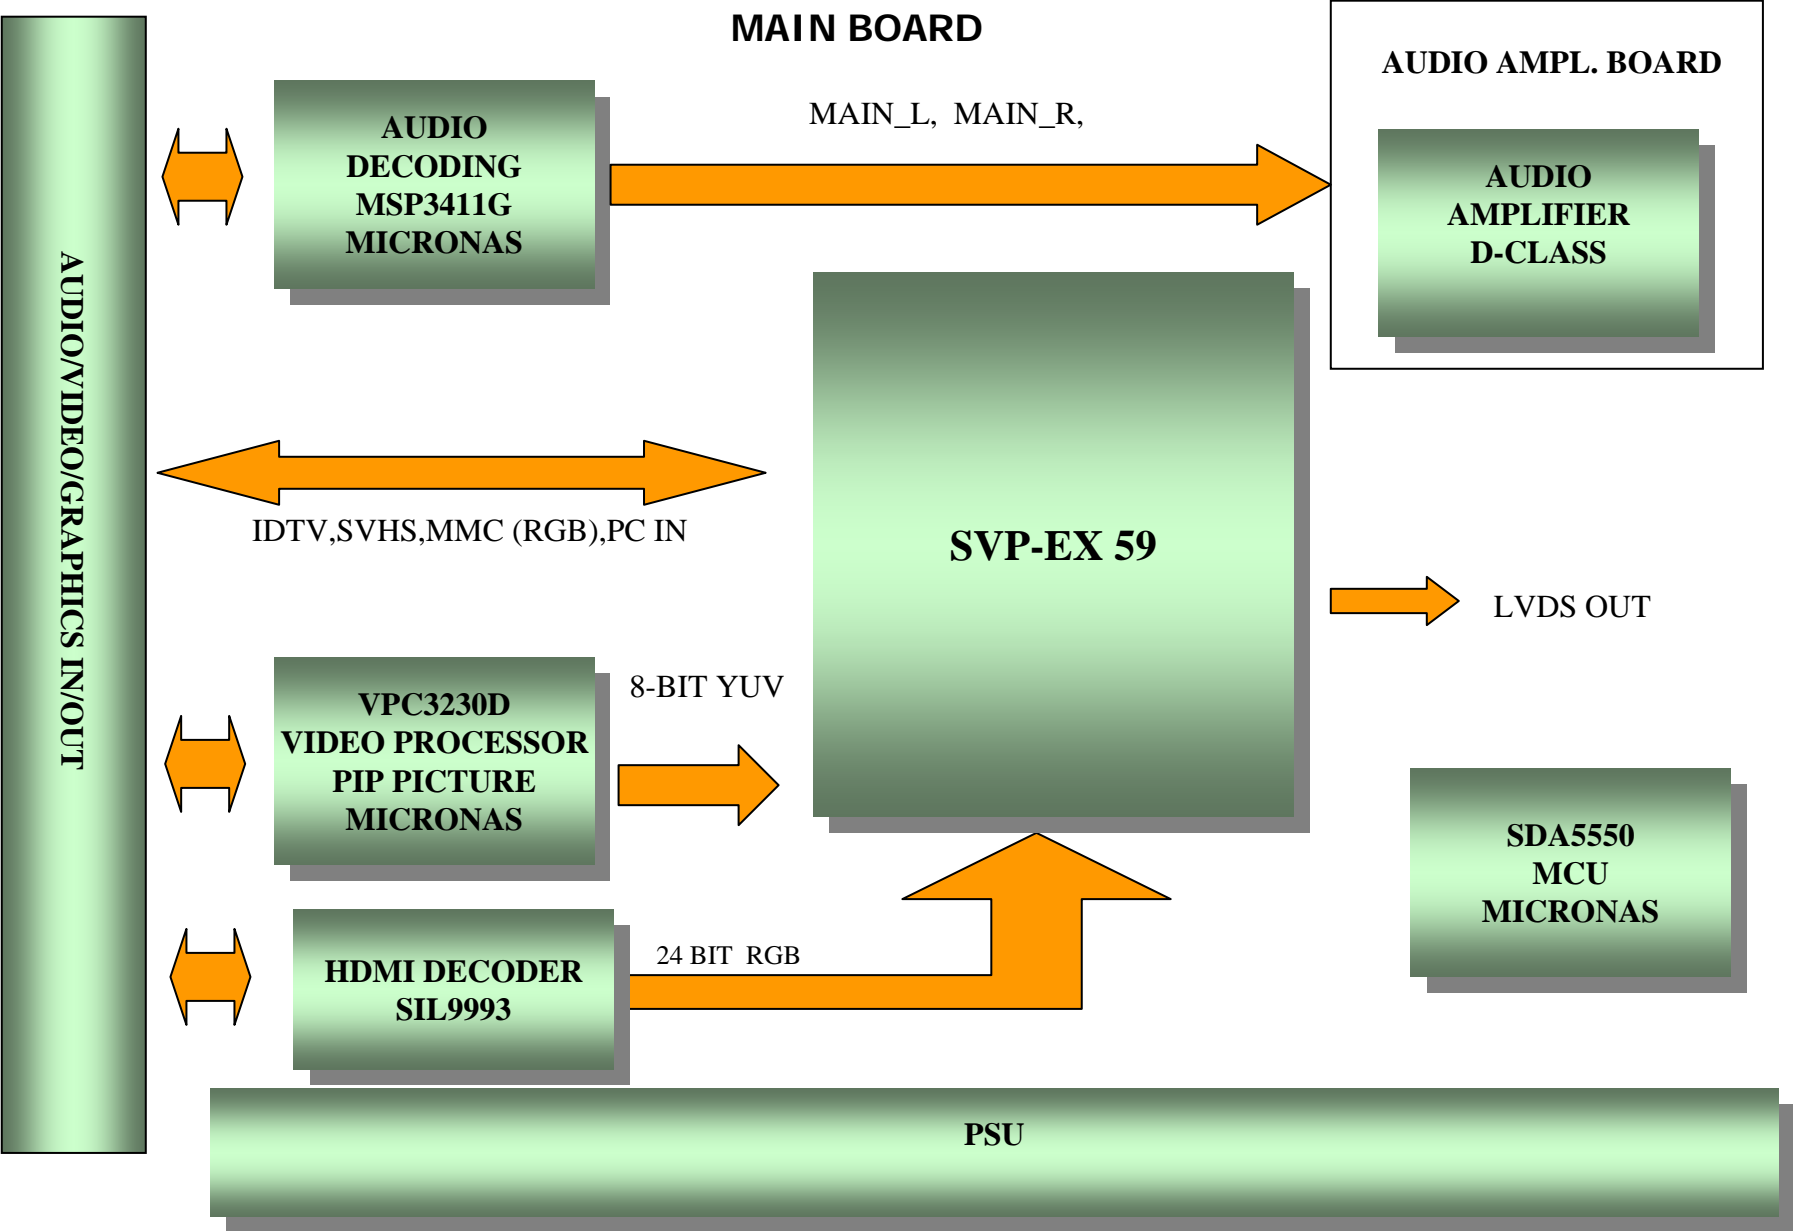 MAIN BOARD
AUDIO AMPL. BOARD
MAIN_L, MAIN_R,
AUDIO
DECODING
MSP3411G
MICRONAS
AUDIO
AMPLIFIER
D-CLASS
AUDIO/VIDEO/GRAPHICS IN/OUT
IDTV,SVHS,MMC (RGB),PC IN
SVP-EX 59
LVDS OUT
8-BIT YUV
VPC3230D
VIDEO PROCESSOR
PIP PICTURE
MICRONAS
SDA5550
MCU
MICRONAS
24 BIT RGB
HDMI DECODER
SIL9993
PSU